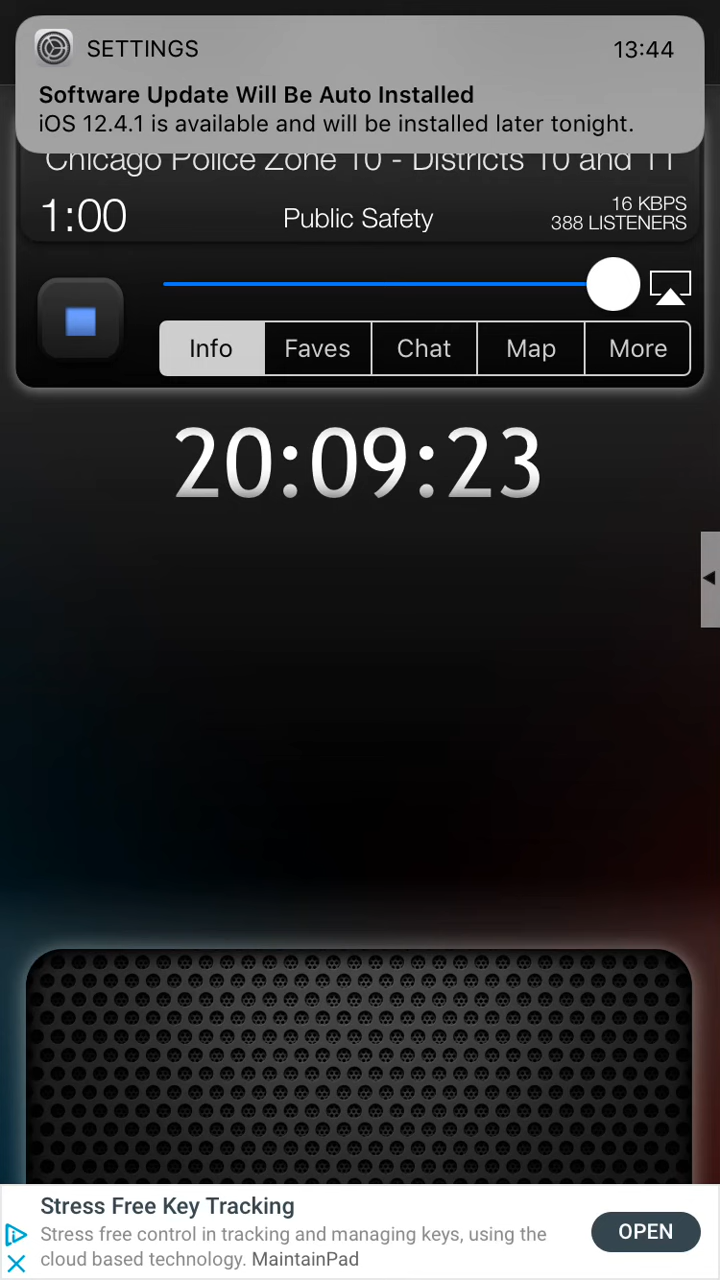 SETTINGS 13:44
Software Update Will Be Auto Installed
iOS 12.4.1 is available and will be installed later tonight.
Chicago Police Zone 10 - Districts 10 and 11
1:00 Public Safety 16 KBPS
388 LISTENERS
Info Faves Chat Map More
20:09:23
Stress Free Key Tracking
Stress free control in tracking and managing keys, using the
cloud based technology. MaintainPad
OPEN